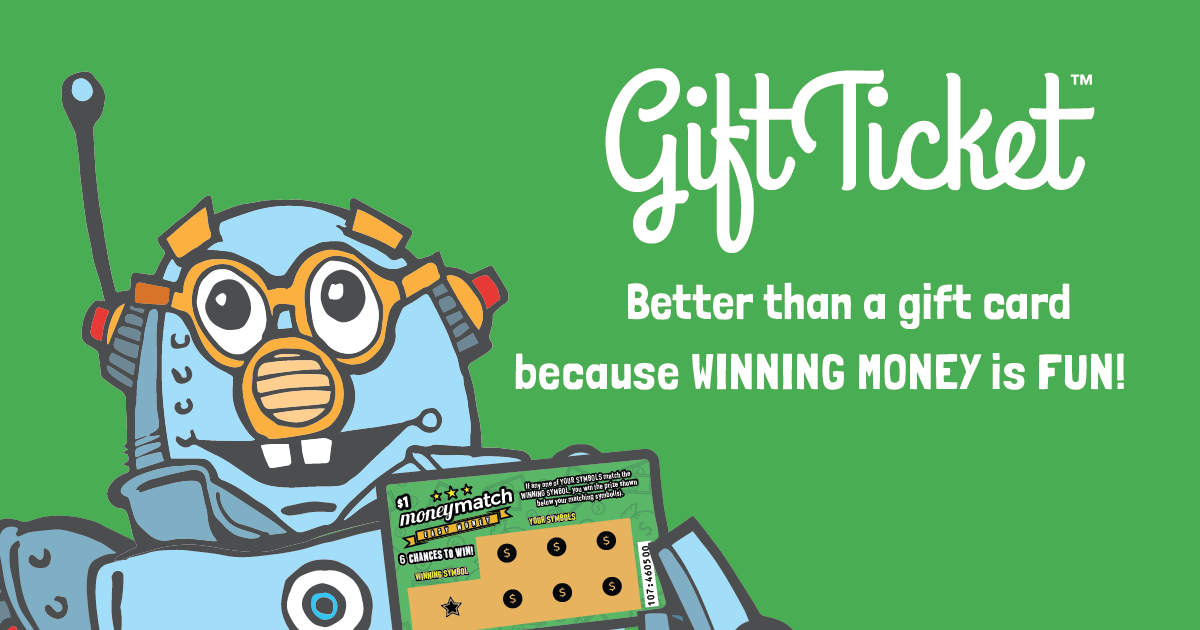 GiftTicket™
Better than a gift card
because WINNING MONEY is FUN!
$1
moneymatch
If any one of YOUR SYMBOLS match the
WINNING SYMBOL, you win the prize shown
below your matching symbol(s).
YOUR SYMBOLS
6 CHANCES TO WIN!
WINNING SYMBOL
$ $ $
$ $ $
107:460500